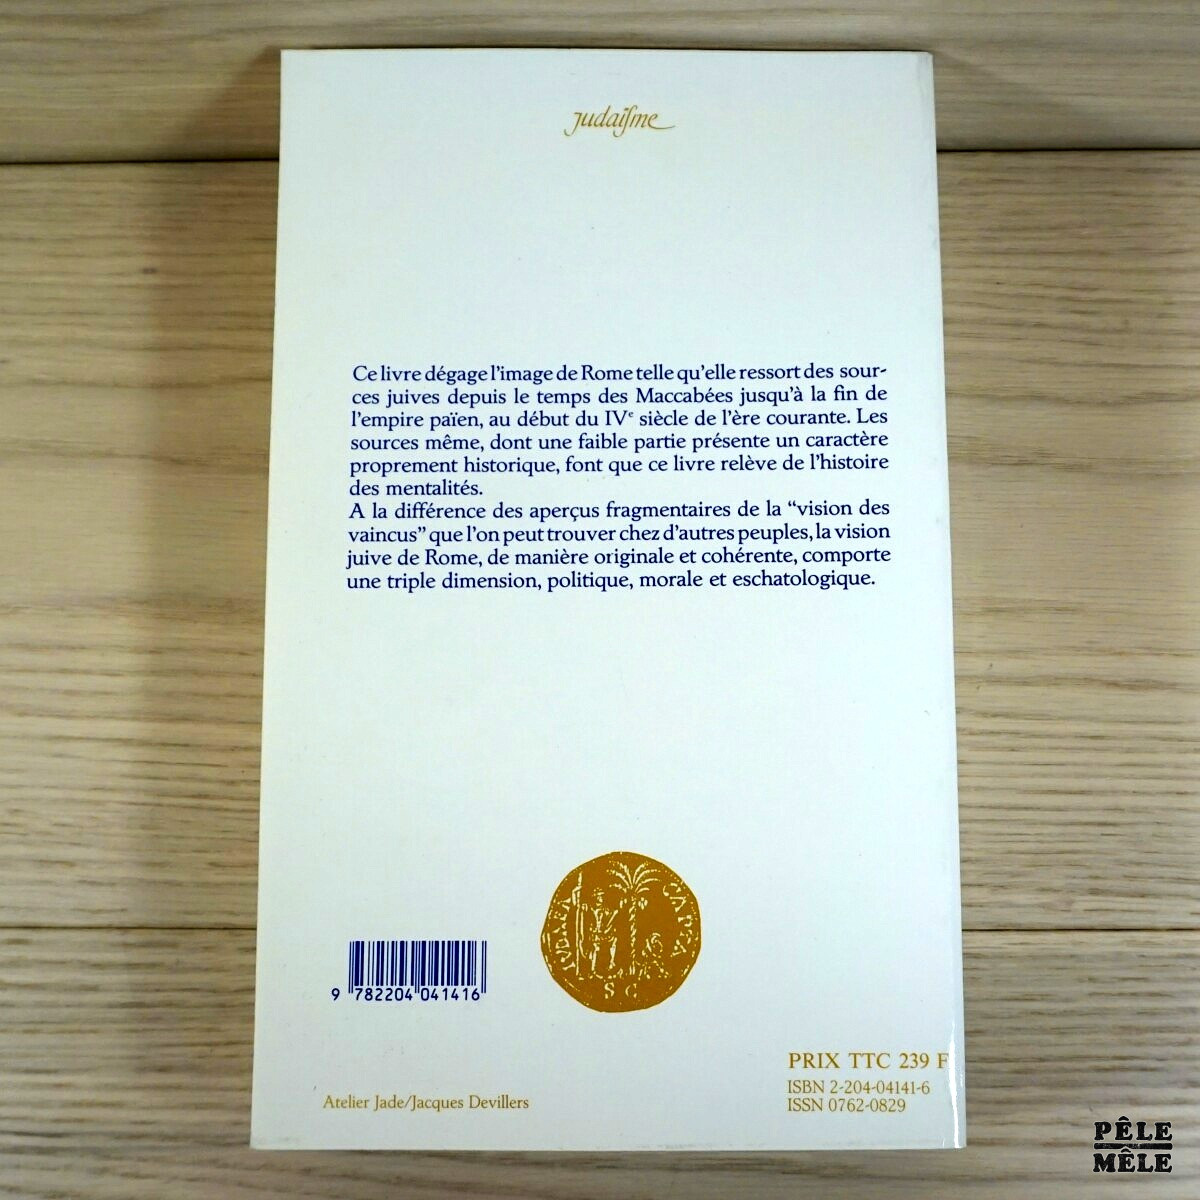 judaïsme
Ce livre dégage l'image de Rome telle qu'elle ressort des sour-
ces juives depuis le temps des Maccabées jusqu'à la fin de
l'empire païen, au début du IVe siècle de l'ère courante. Les
sources même, dont une faible partie présente un caractère
proprement historique, font que ce livre relève de l'histoire
des mentalités.
A la différence des aperçus fragmentaires de la “vision des
vaincus” que l'on peut trouver chez d'autres peuples, la vision
juive de Rome, de manière originale et cohérente, comporte
une triple dimension, politique, morale et eschatologique.
IVDAEA CAPTA
S C
9 782204 041416
PRIX TTC 239 F
ISBN 2-204-04141-6
ISSN 0762-0829
Atelier Jade/Jacques Devillers
PÊLE
MÊLE